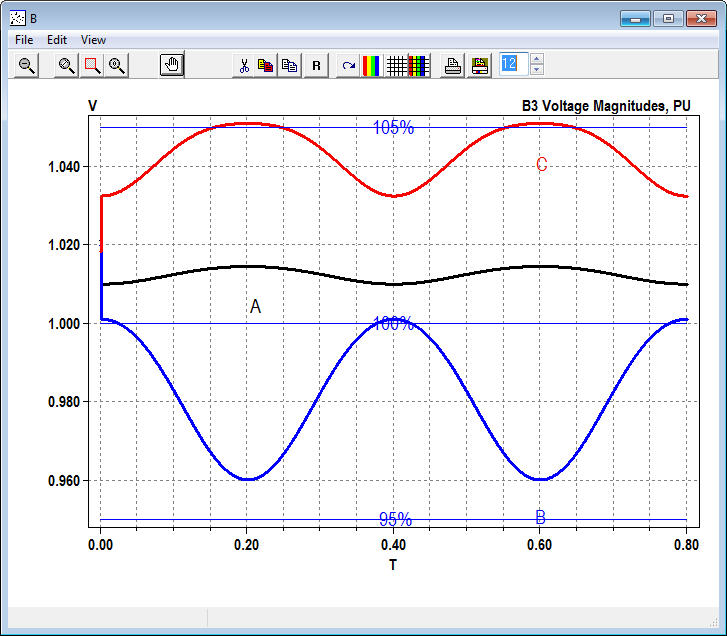 B
File Edit View
R 12
V B3 Voltage Magnitudes, PU
105%
1.040 C
1.020
A
1.000 100%
0.980
0.960
95% B
0.00 0.20 0.40 0.60 0.80
T